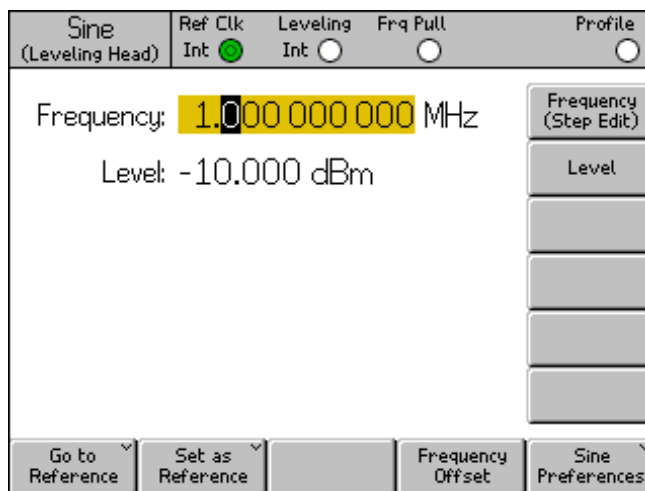 Sine
(Leveling Head)
Ref Clk
Int
Leveling
Int
Frq Pull
Profile
Frequency: 1.000 000 000 MHz
Level: -10.000 dBm
Frequency
(Step Edit)
Level
Go to
Reference
Set as
Reference
Frequency
Offset
Sine
Preferences